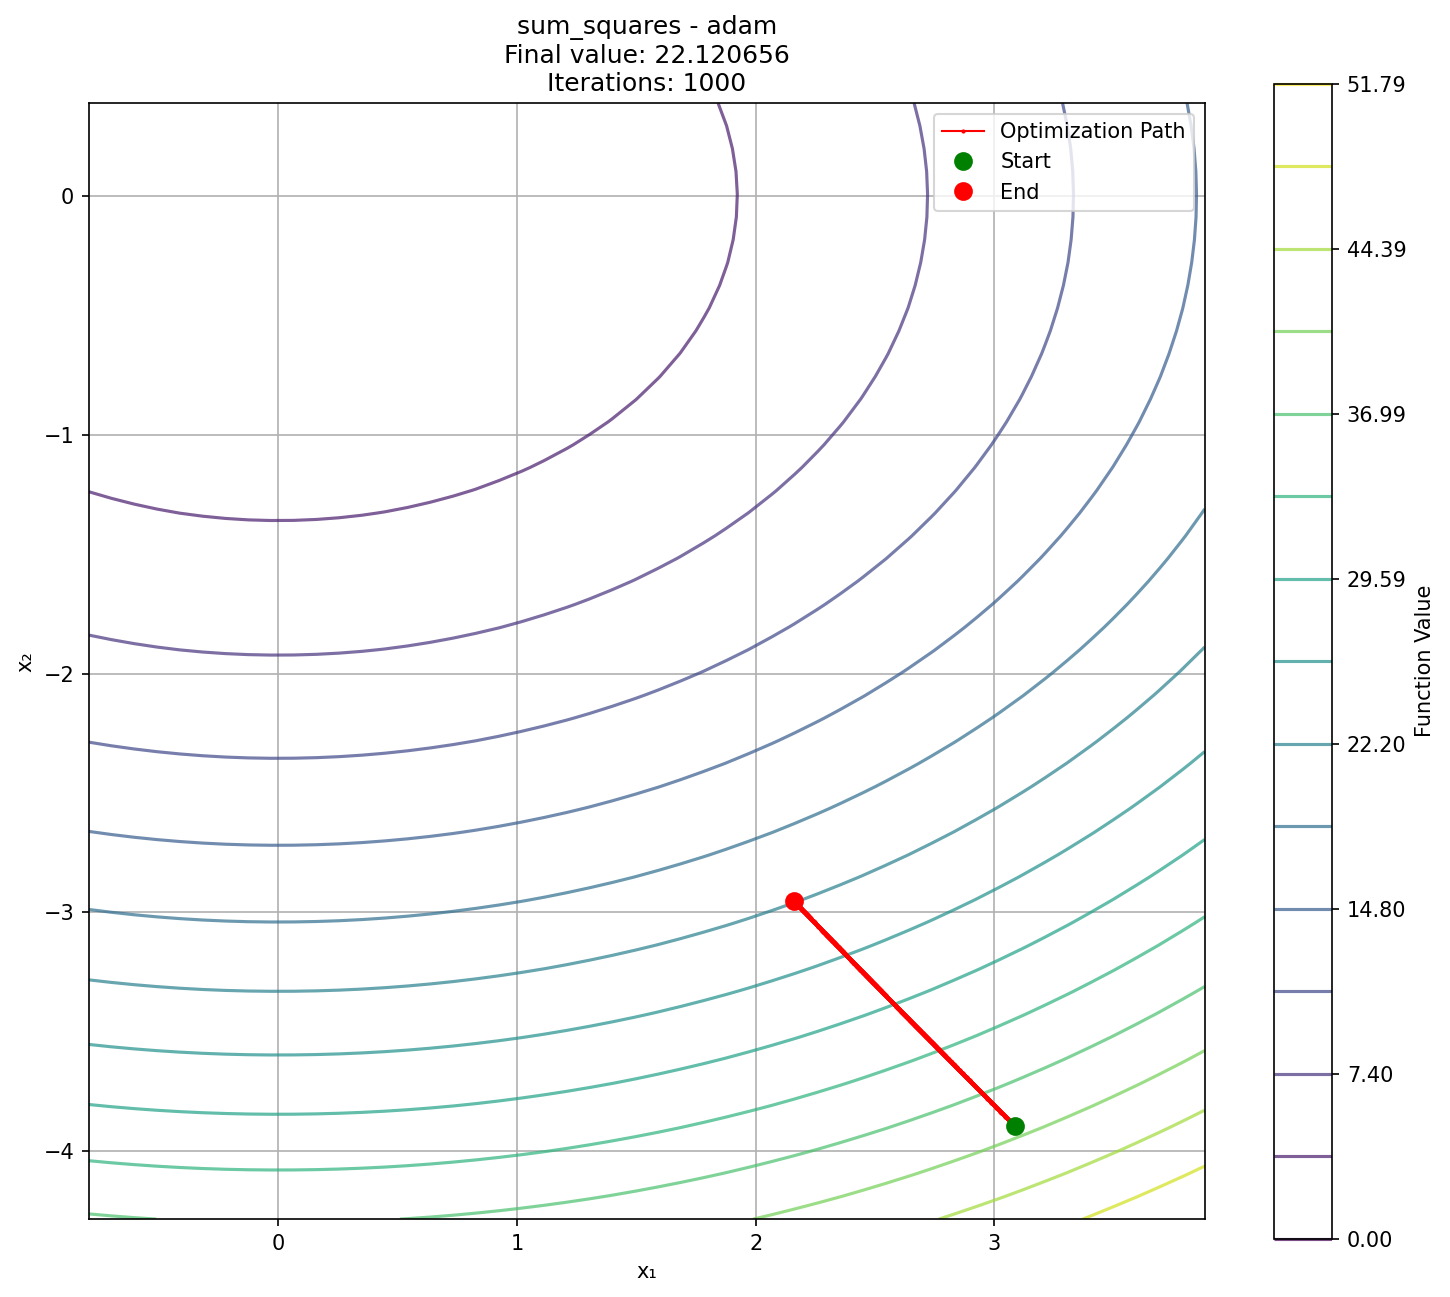 sum_squares - adam
Final value: 22.120656
Iterations: 1000
Optimization Path
Start
End
0
−1
−2
−3
−4
x₂
0
1
2
3
x₁
51.79
44.39
36.99
29.59
22.20
14.80
7.40
0.00
Function Value